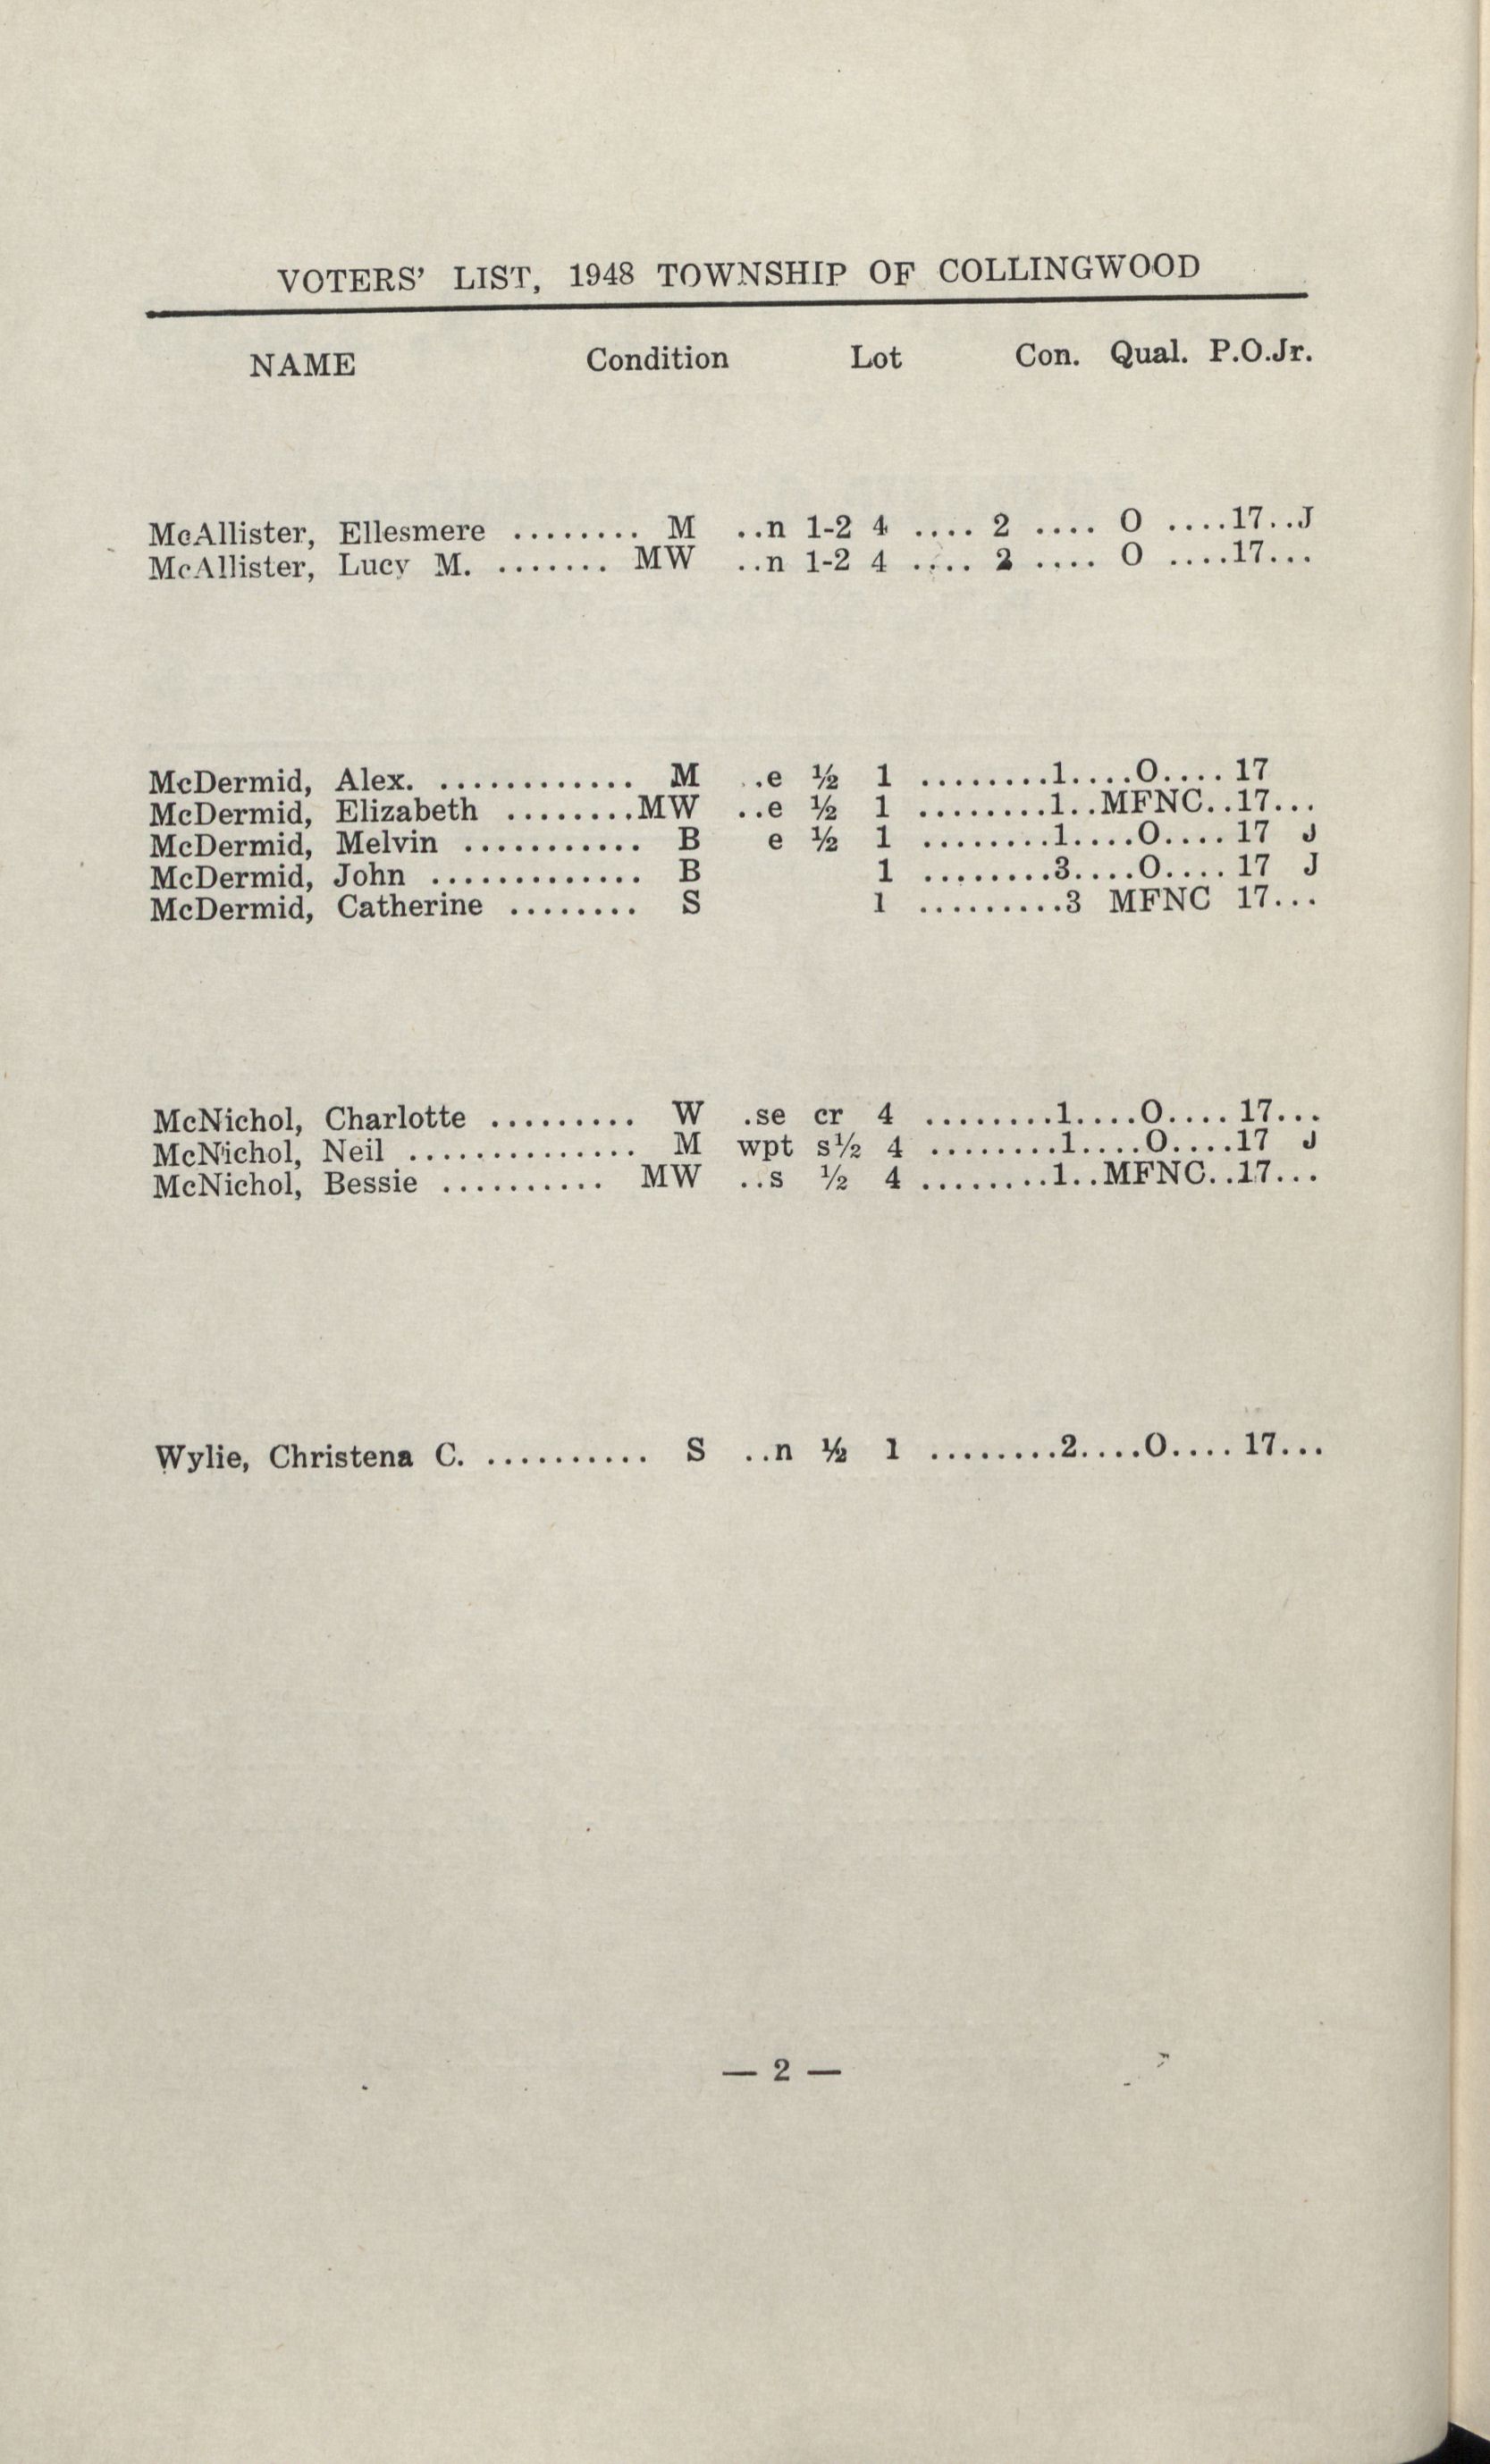 VOTERS' LIST, 1948 TOWNSHIP OF COLLINGWOOD
NAME Condition Lot Con. Qual. P.O.Jr.
McAllister, Ellesmere ........ M ..n 1-2 4 .... 2 .... O ....17..J
McAllister, Lucy M. ....... MW ..n 1-2 4 .... 2 .... O ....17...
McDermid, Alex. ............ M ..e ½ 1 ........1....O....17
McDermid, Elizabeth ........MW ..e ½ 1 ........1..MFNC..17...
McDermid, Melvin ........... B e ½ 1 ........1....O....17 J
McDermid, John ............. B 1 ........3....O....17 J
McDermid, Catherine ........ S 1 .........3 MFNC 17...
McNichol, Charlotte ......... W .se cr 4 ........1....O....17...
McNichol, Neil .............. M wpt s½ 4 ........1....O....17 J
McNichol, Bessie .......... MW ..s ½ 4 ........1..MFNC..17...
Wylie, Christena C. .......... S ..n ½ 1 ........2....O....17...
— 2 —